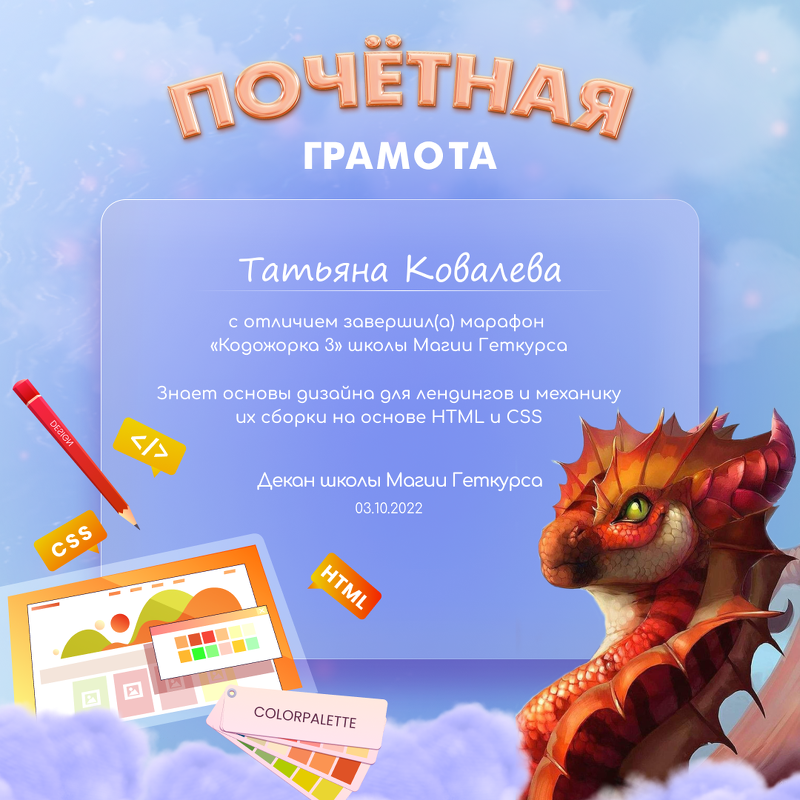 ПОЧЁТНАЯ
ГРАМОТА
Татьяна Ковалева
с отличием завершил(а) марафон
«Кодожорка 3» школы Магии Геткурса
Знает основы дизайна для лендингов и механику
их сборки на основе HTML и CSS
Декан школы Магии Геткурса
03.10.2022
DESIGN
</>
CSS
HTML
COLORPALETTE